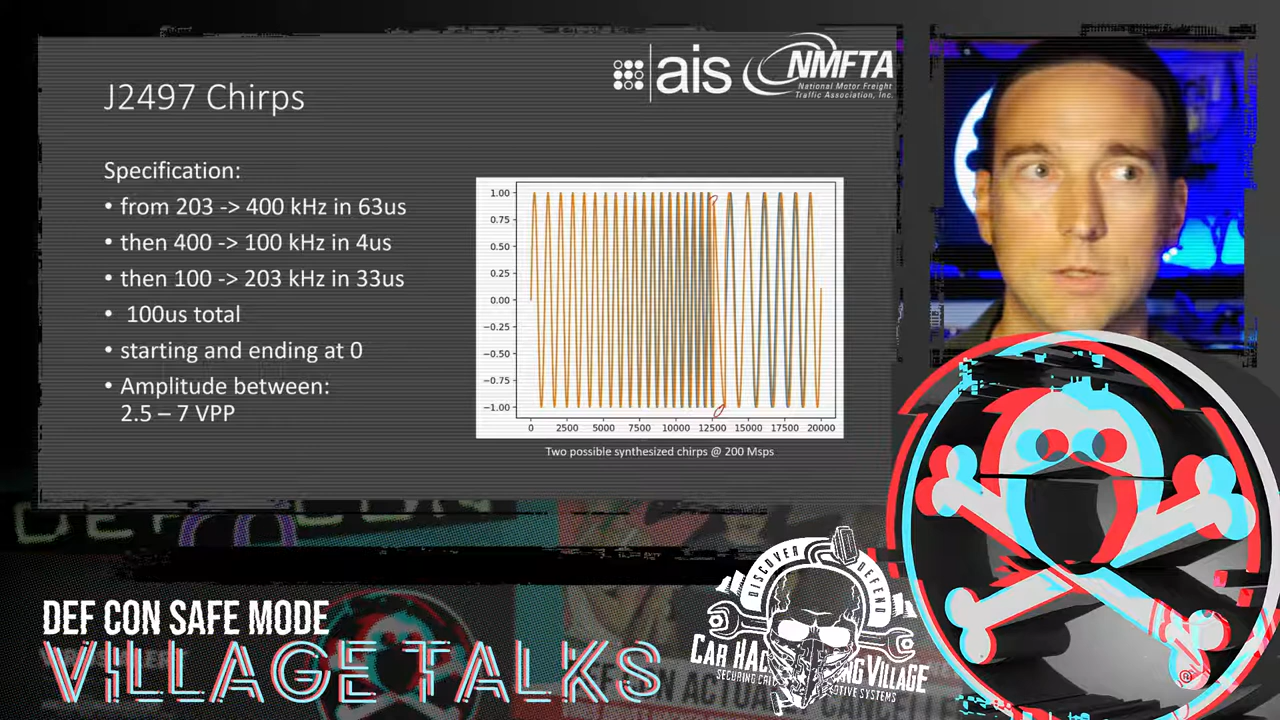 J2497 Chirps
ais
NMFTA
National Motor Freight
Traffic Association, Inc.
Specification:
• from 203 -> 400 kHz in 63us
• then 400 -> 100 kHz in 4us
• then 100 -> 203 kHz in 33us
• 100us total
• starting and ending at 0
• Amplitude between:
2.5 – 7 VPP
1.00
0.75
0.50
0.25
0.00
−0.25
−0.50
−0.75
−1.00
0 2500 5000 7500 10000 12500 15000 17500 20000
Two possible synthesized chirps @ 200 Msps
DEF CON
DEF CON SAFE MODE
VILLAGE TALKS
DISCOVER
DEFEND
CAR HACKING VILLAGE
®